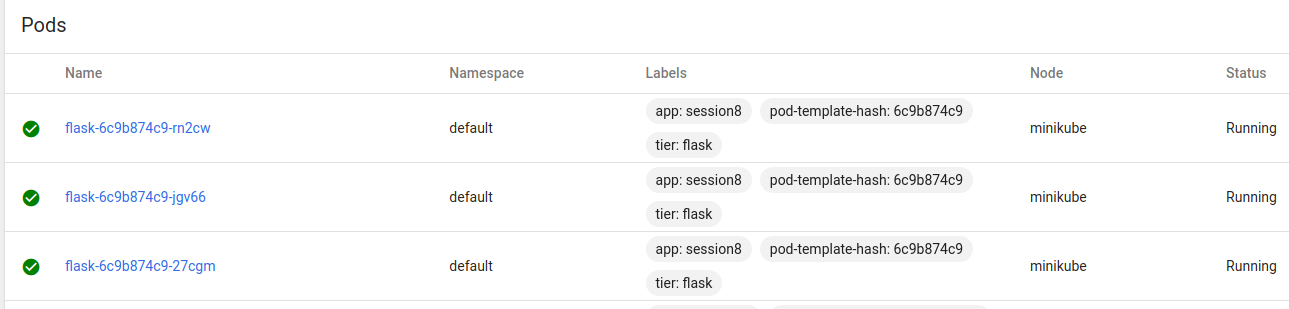 Pods
Name Namespace Labels Node Status
app: session8 pod-template-hash: 6c9b874c9
flask-6c9b874c9-rn2cw default minikube Running
tier: flask
app: session8 pod-template-hash: 6c9b874c9
flask-6c9b874c9-jgv66 default minikube Running
tier: flask
app: session8 pod-template-hash: 6c9b874c9
flask-6c9b874c9-27cgm default minikube Running
tier: flask